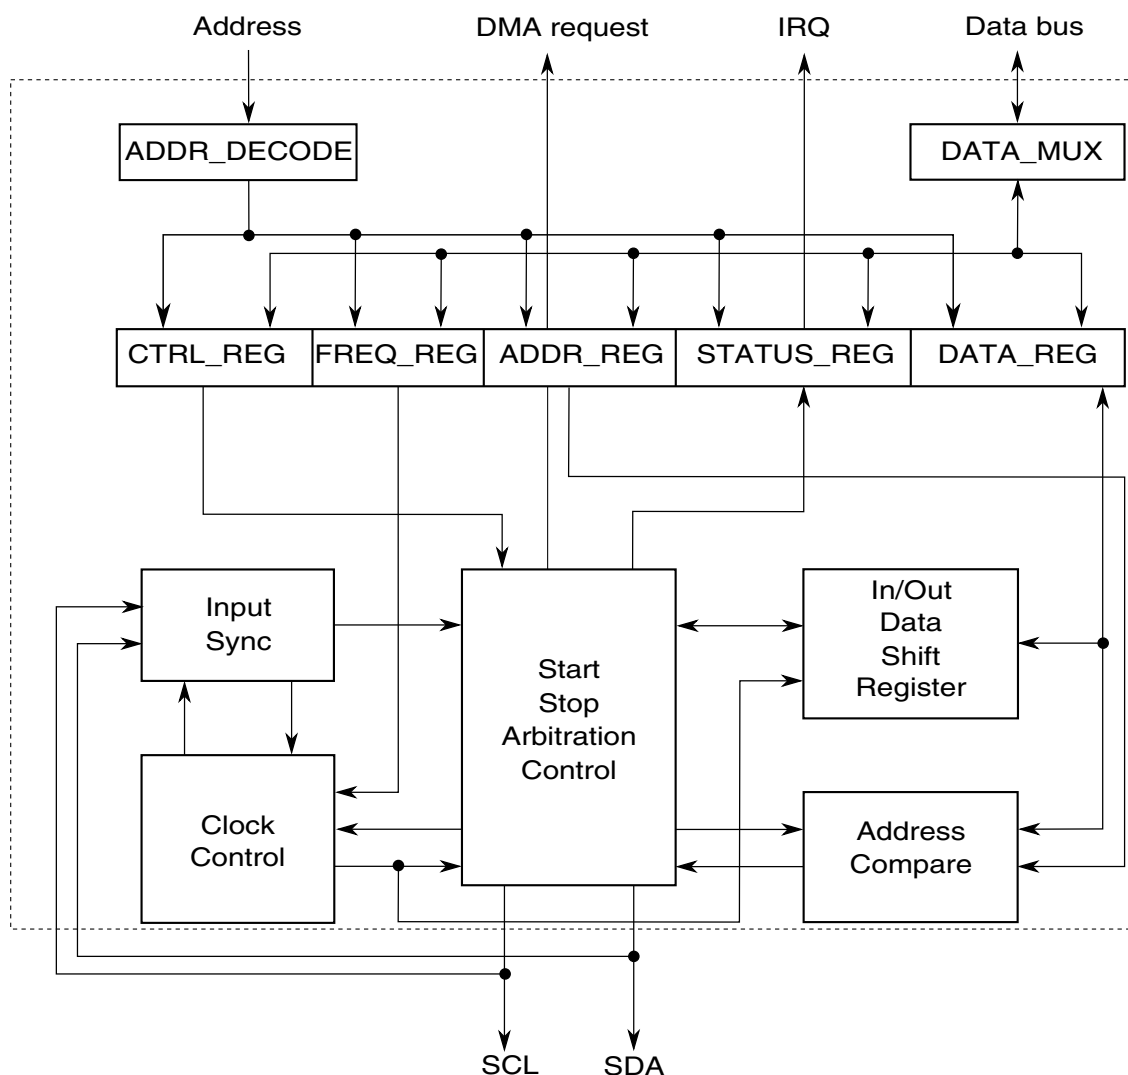 Address DMA request IRQ Data bus
ADDR_DECODE DATA_MUX
CTRL_REG FREQ_REG ADDR_REG STATUS_REG DATA_REG
Input
Sync
Start
Stop
Arbitration
Control
In/Out
Data
Shift
Register
Clock
Control
Address
Compare
SCL SDA